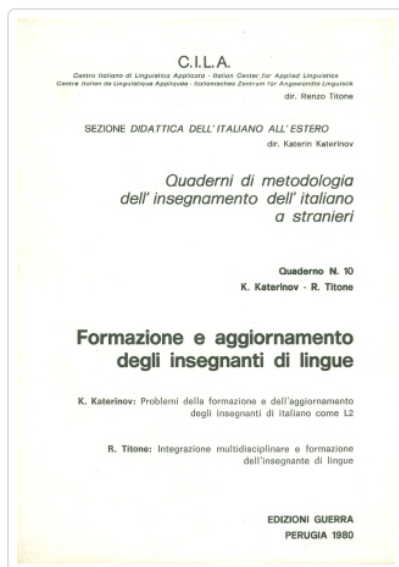 C.I.L.A.
Centro Italiano di Linguistica Applicata - Italian Center for Applied Linguistics
Centre Italien de Linguistique Appliquée - Italienisches Zentrum für Angewandte Linguistik
dir. Renzo Titone
SEZIONE DIDATTICA DELL'ITALIANO ALL'ESTERO
dir. Katerin Katerinov
Quaderni di metodologia
dell'insegnamento dell'italiano
a stranieri
Quaderno N. 10
K. Katerinov - R. Titone
Formazione e aggiornamento
degli insegnanti di lingue
K. Katerinov: Problemi della formazione e dell'aggiornamento
degli insegnanti di italiano come L2
R. Titone: Integrazione multidisciplinare e formazione
dell'insegnante di lingue
EDIZIONI GUERRA
PERUGIA 1980